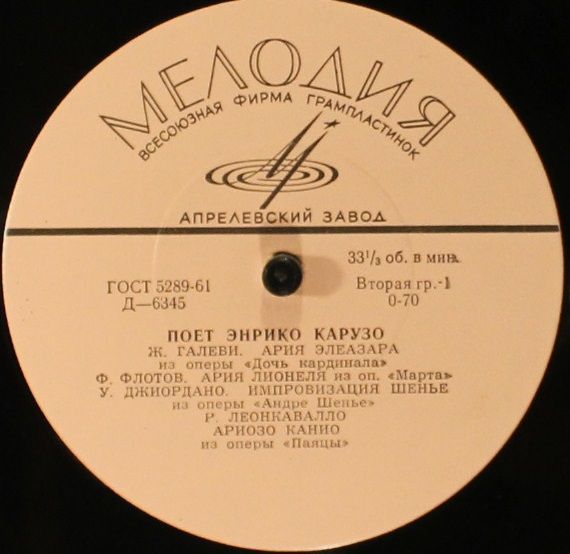 МЕЛОДИЯ
ВСЕСОЮЗНАЯ ФИРМА ГРАМПЛАСТИНОК
АПРЕЛЕВСКИЙ ЗАВОД
ГОСТ 5289-61
Д—6345
33 1/3 об. в мин.
Вторая гр.-1
0-70
ПОЕТ ЭНРИКО КАРУЗО
Ж. ГАЛЕВИ. АРИЯ ЭЛЕАЗАРА
из оперы «Дочь кардинала»
Ф. ФЛОТОВ. АРИЯ ЛИОНЕЛЯ из оп. «Марта»
У. ДЖИОРДАНО. ИМПРОВИЗАЦИЯ ШЕНЬЕ
из оперы «Андре Шенье»
Р. ЛЕОНКАВАЛЛО
АРИОЗО КАНИО
из оперы «Паяцы»